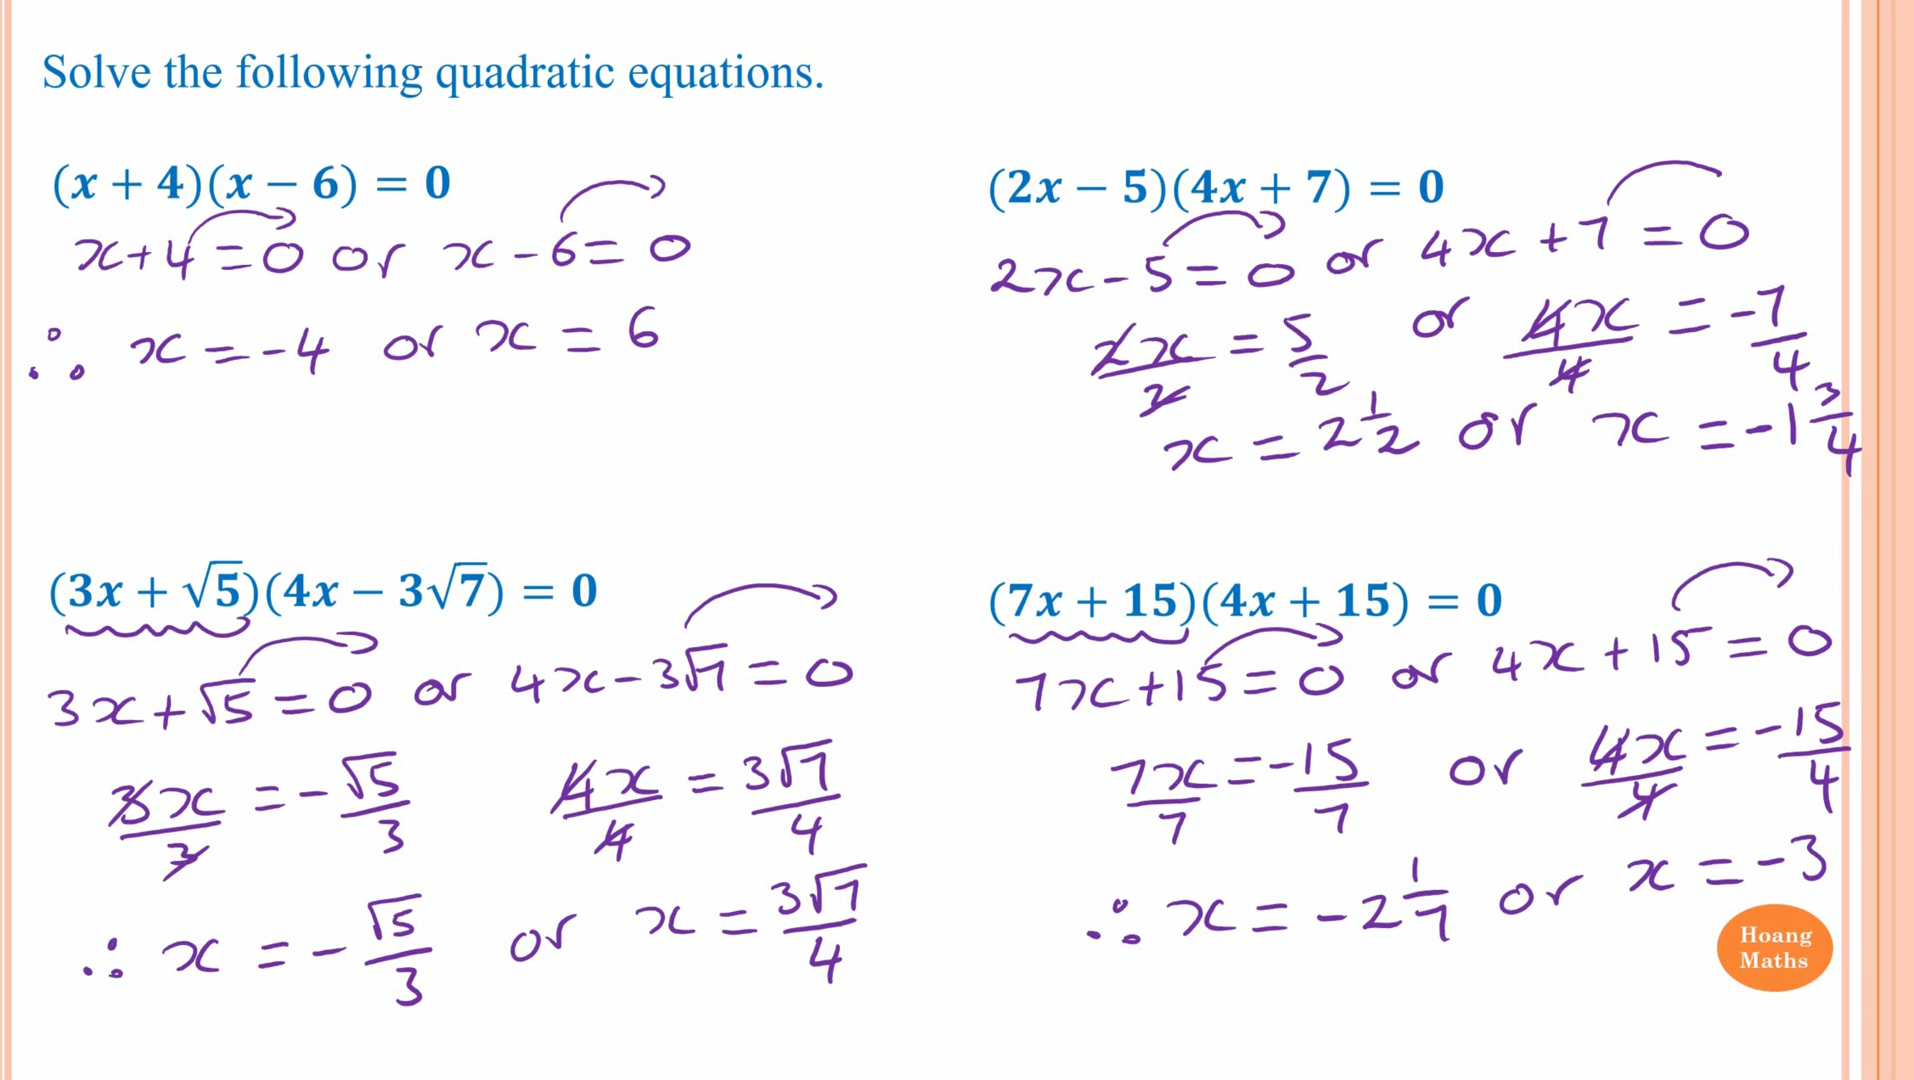 Solve the following quadratic equations.
(x + 4)(x − 6) = 0
x+4 = 0 or x − 6 = 0
∴ x = −4 or x = 6
(2x − 5)(4x + 7) = 0
2x − 5 = 0 or 4x + 7 = 0
2x/2 = 5/2 or 4x/4 = −7/4
x = 2 1/2 or x = −1 3/4
(3x + √5)(4x − 3√7) = 0
3x + √5 = 0 or 4x − 3√7 = 0
3x/3 = −√5/3 4x/4 = 3√7/4
∴ x = −√5/3 or x = 3√7/4
(7x + 15)(4x + 15) = 0
7x + 15 = 0 or 4x + 15 = 0
7x/7 = −15/7 or 4x/4 = −15/4
∴ x = −2 1/7 or x = −3
Hoang
Maths